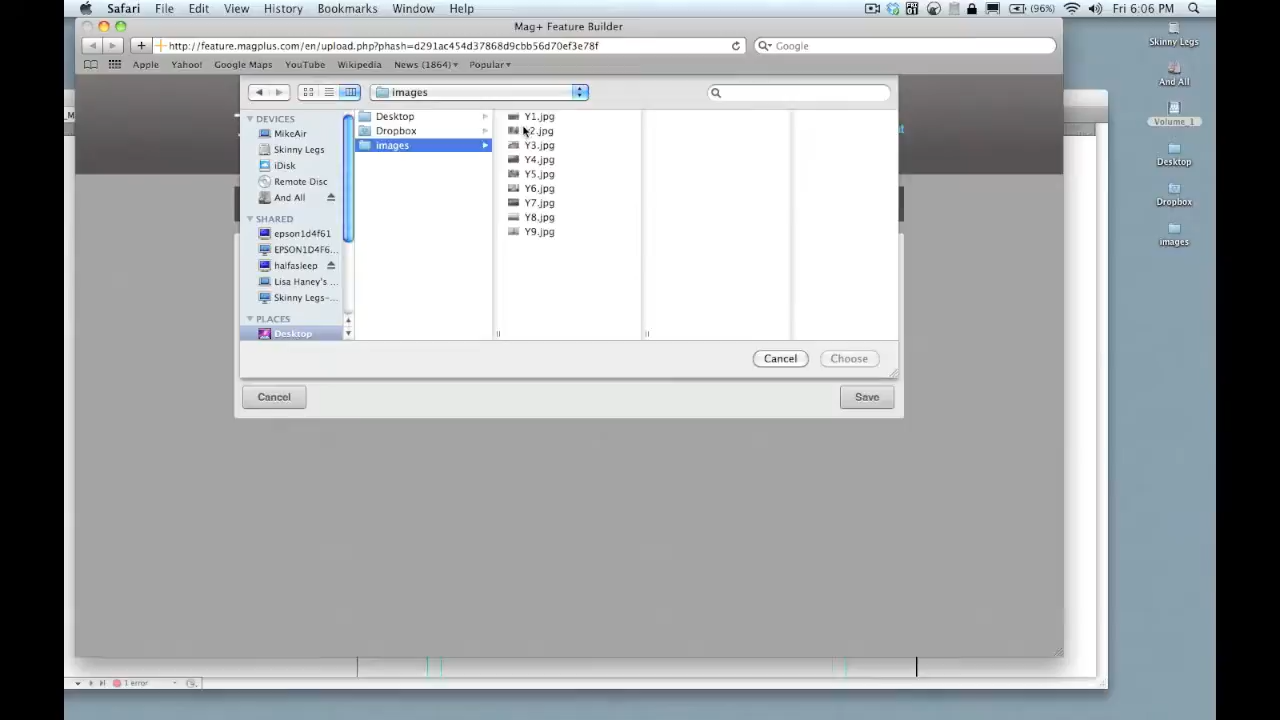 Safari File Edit View History Bookmarks Window Help (96%) Fri 6:06 PM
Mag+ Feature Builder
http://feature.magplus.com/en/upload.php?phash=d291ac454d37868d9cbb56d70ef3e78f Google
Apple Yahoo! Google Maps YouTube Wikipedia News (1864) Popular
images
DEVICES
MikeAir
Skinny Legs
iDisk
Remote Disc
And All
SHARED
epson1d4f61
EPSON1D4F6...
halfasleep
Lisa Haney's ...
Skinny Legs-...
PLACES
Desktop
Desktop
Dropbox
images
Y1.jpg
2.jpg
Y3.jpg
Y4.jpg
Y5.jpg
Y6.jpg
Y7.jpg
Y8.jpg
Y9.jpg
Cancel Choose
Cancel Save
1 error
Skinny Legs
And All
Volume_1
Desktop
Dropbox
images